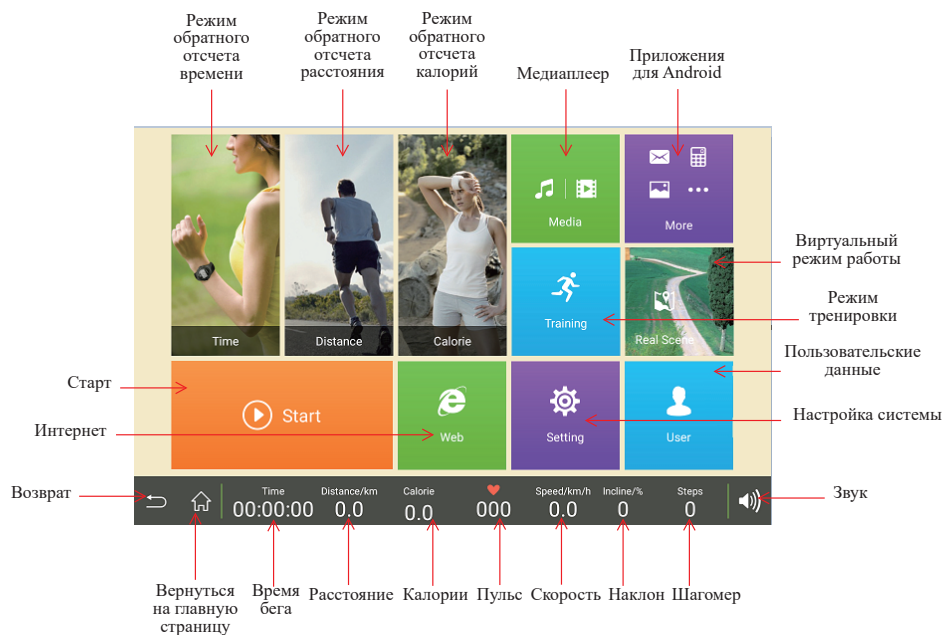 Режим
обратного
отсчета
времени
Режим
обратного
отсчета
расстояния
Режим
обратного
отсчета
калорий
Медиаплеер
Приложения
для Android
Media
More
Виртуальный
режим работы
Режим
тренировки
Time
Distance
Calorie
Training
Real Scene
Пользовательские
данные
Старт
Start
Web
Setting
User
Настройка системы
Интернет
Возврат
Time
00:00:00
Distance/km
0.0
Calorie
0.0
000
Speed/km/h
0.0
Incline/%
0
Steps
0
Звук
Вернуться
на главную
страницу
Время
бега
Расстояние
Калории
Пульс
Скорость
Наклон
Шагомер